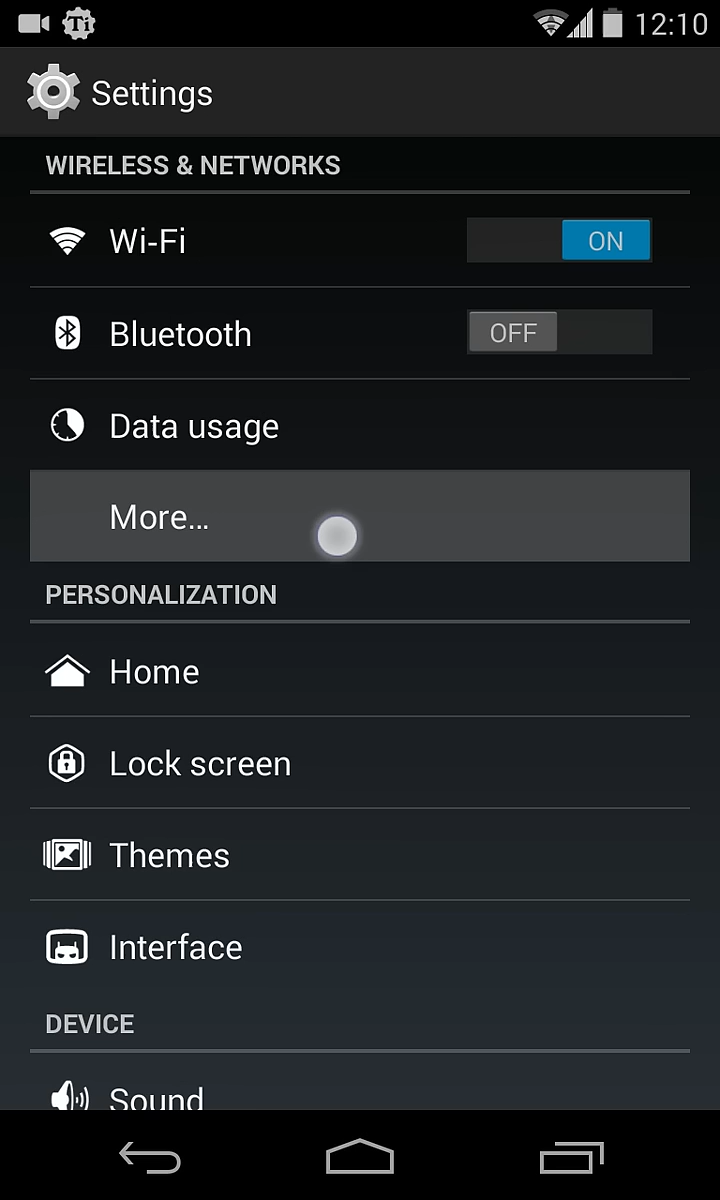 Ti 12:10
Settings
WIRELESS & NETWORKS
Wi-Fi ON
Bluetooth OFF
Data usage
More...
PERSONALIZATION
Home
Lock screen
Themes
Interface
DEVICE
Sound